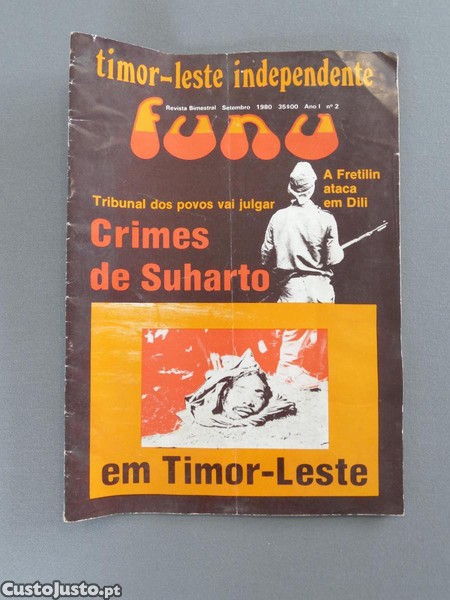 timor-leste independente
Revista Bimestral Setembro 1980 35$00 Ano I nº 2
funu
A Fretilin
ataca
em Dili
Tribunal dos povos vai julgar
Crimes
de Suharto
em Timor-Leste
CustoJusto.pt